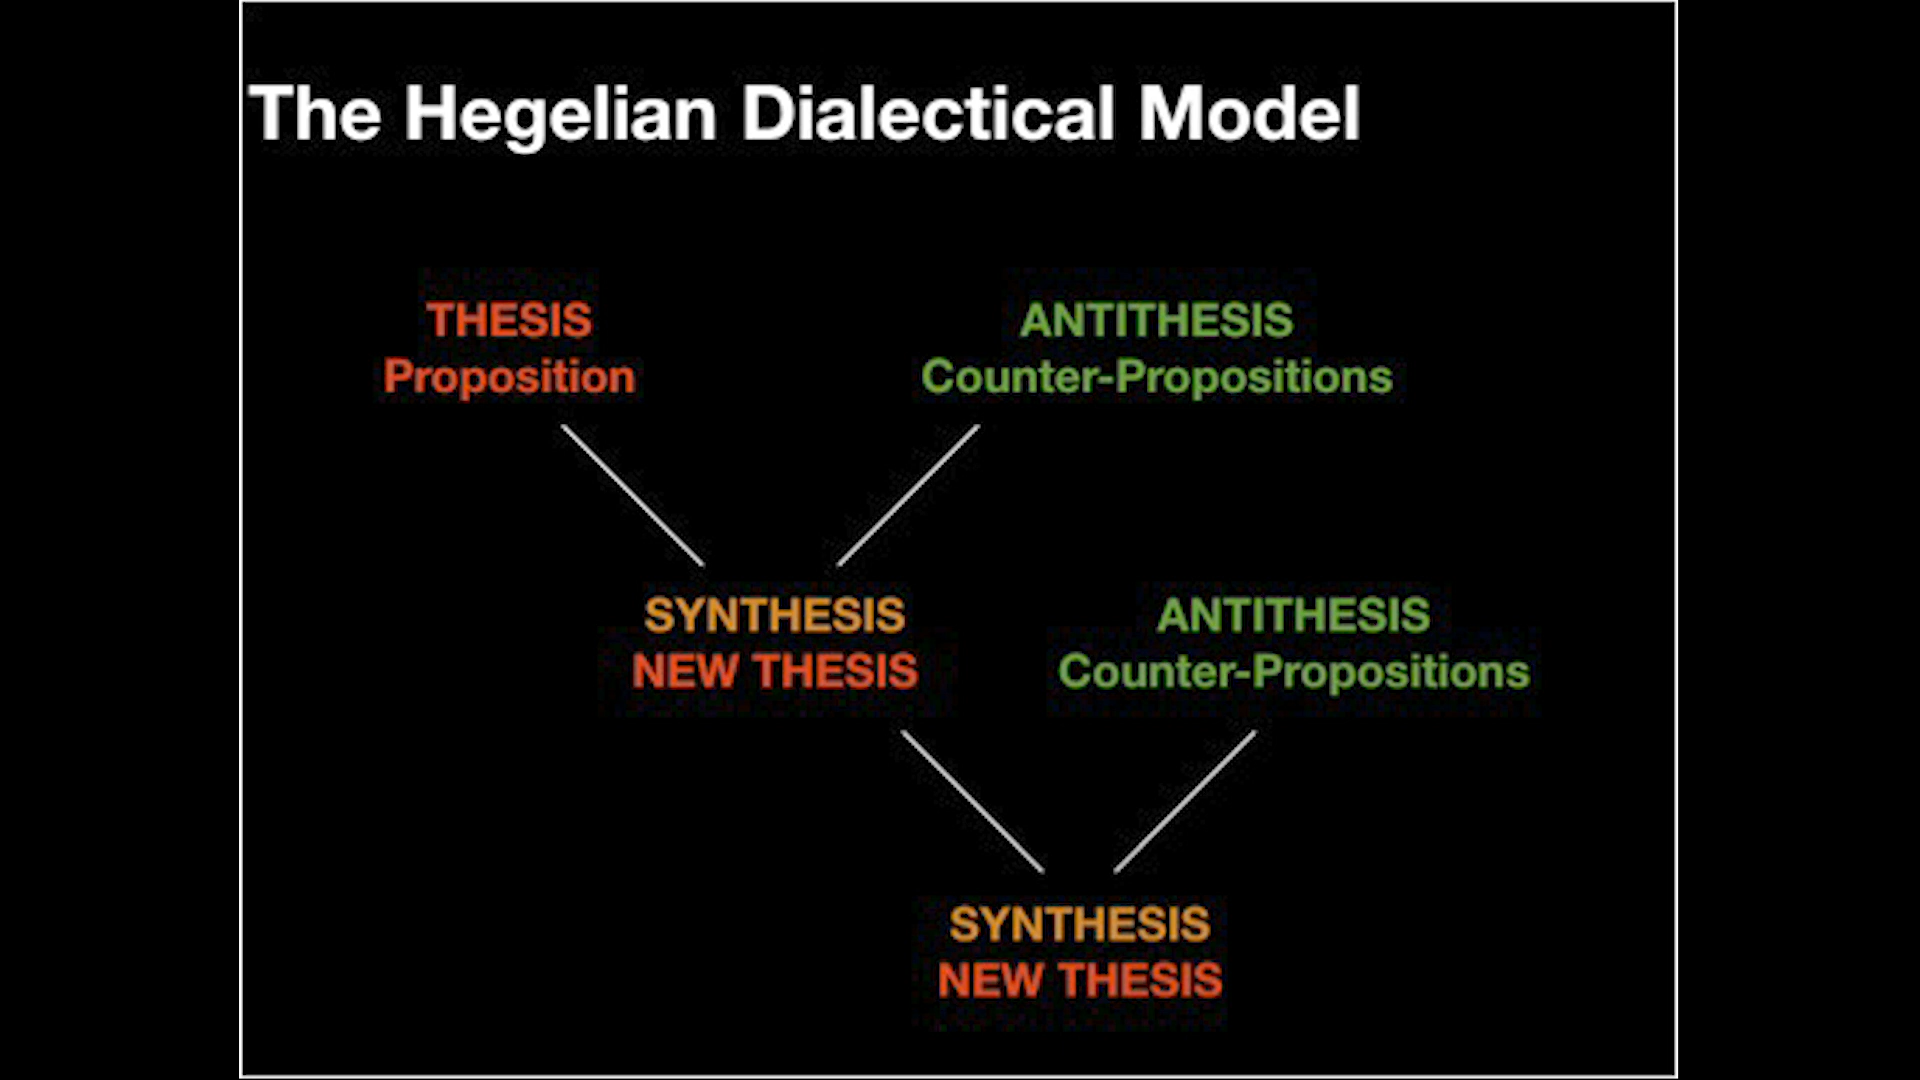 The Hegelian Dialectical Model
THESIS
Proposition
ANTITHESIS
Counter-Propositions
SYNTHESIS
NEW THESIS
ANTITHESIS
Counter-Propositions
SYNTHESIS
NEW THESIS